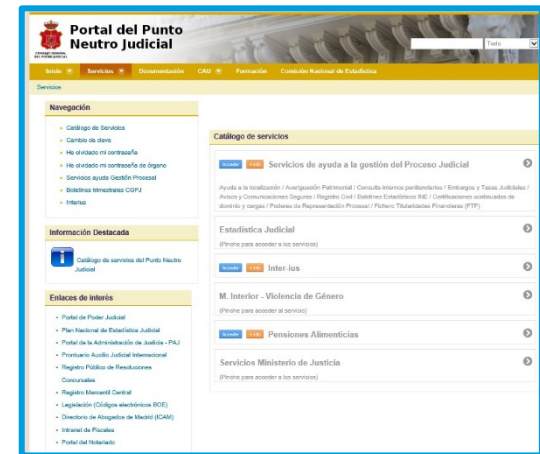 Portal del Punto
Neutro Judicial
CONSEJO GENERAL
DEL PODER JUDICIAL
Todo
Inicio
Servicios
Documentación
CAU
Formación
Comisión Nacional de Estadística
Servicios
Navegación
Catálogo de Servicios
Cambio de clave
He olvidado mi contraseña
He olvidado mi contraseña de órgano
Servicios ayuda Gestión Procesal
Boletines trimestrales CGPJ
Interius
Información Destacada
Catálogo de servicios del Punto Neutro
Judicial
Enlaces de interés
Portal de Poder Judicial
Plan Nacional de Estadística Judicial
Portal de la Administración de Justicia - PAJ
Prontuario Auxilio Judicial Internacional
Registro Público de Resoluciones
Concursales
Registro Mercantil Central
Legislación (Códigos electrónicos BOE)
Directorio de Abogados de Madrid (ICAM)
Intranet de Fiscales
Portal del Notariado
Catálogo de servicios
Acceder + info Servicios de ayuda a la gestión del Proceso Judicial
Ayuda a la localización / Averiguación Patrimonial / Consulta internos penitenciarios / Embargos y Tasas Judiciales /
Avisos y Comunicaciones Seguras / Registro Civil / Boletines Estadísticos INE / Certificaciones continuadas de
dominio y cargas / Poderes de Representación Procesal / Fichero Titularidades Financieras (FTF)
Estadística Judicial
(Pinche para acceder a los servicios)
Acceder + info Inter-ius
M. Interior - Violencia de Género
(Pinche para acceder al servicio)
Acceder + info Pensiones Alimenticias
Servicios Ministerio de Justicia
(Pinche para acceder a los servicios)